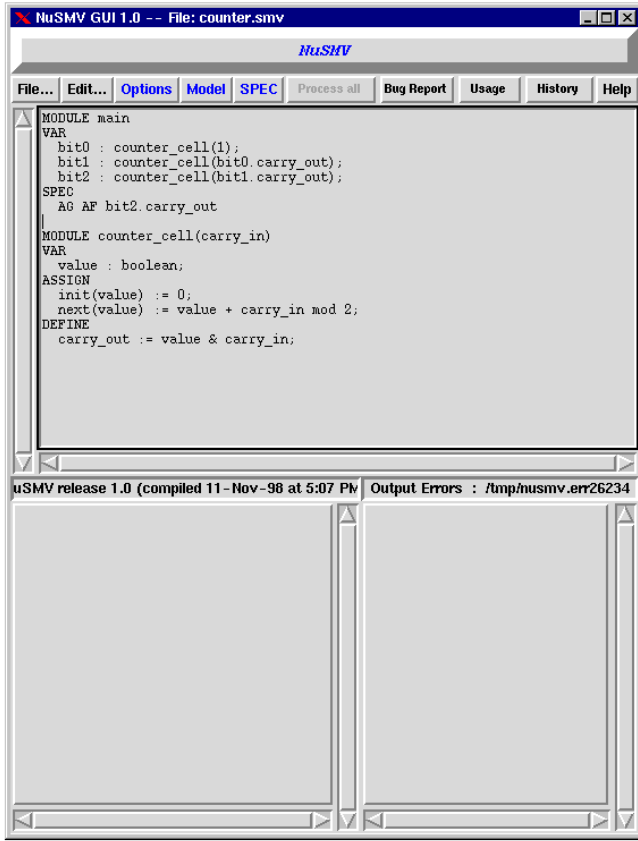 NuSMV GUI 1.0 -- File: counter.smv
NuSMV
File... Edit... Options Model SPEC Process all Bug Report Usage History Help
MODULE main
VAR
  bit0 : counter_cell(1);
  bit1 : counter_cell(bit0.carry_out);
  bit2 : counter_cell(bit1.carry_out);
SPEC
  AG AF bit2.carry_out
MODULE counter_cell(carry_in)
VAR
  value : boolean;
ASSIGN
  init(value) := 0;
  next(value) := value + carry_in mod 2;
DEFINE
  carry_out := value & carry_in;
uSMV release 1.0 (compiled 11-Nov-98 at 5:07 PM
Output Errors : /tmp/nusmv.err26234